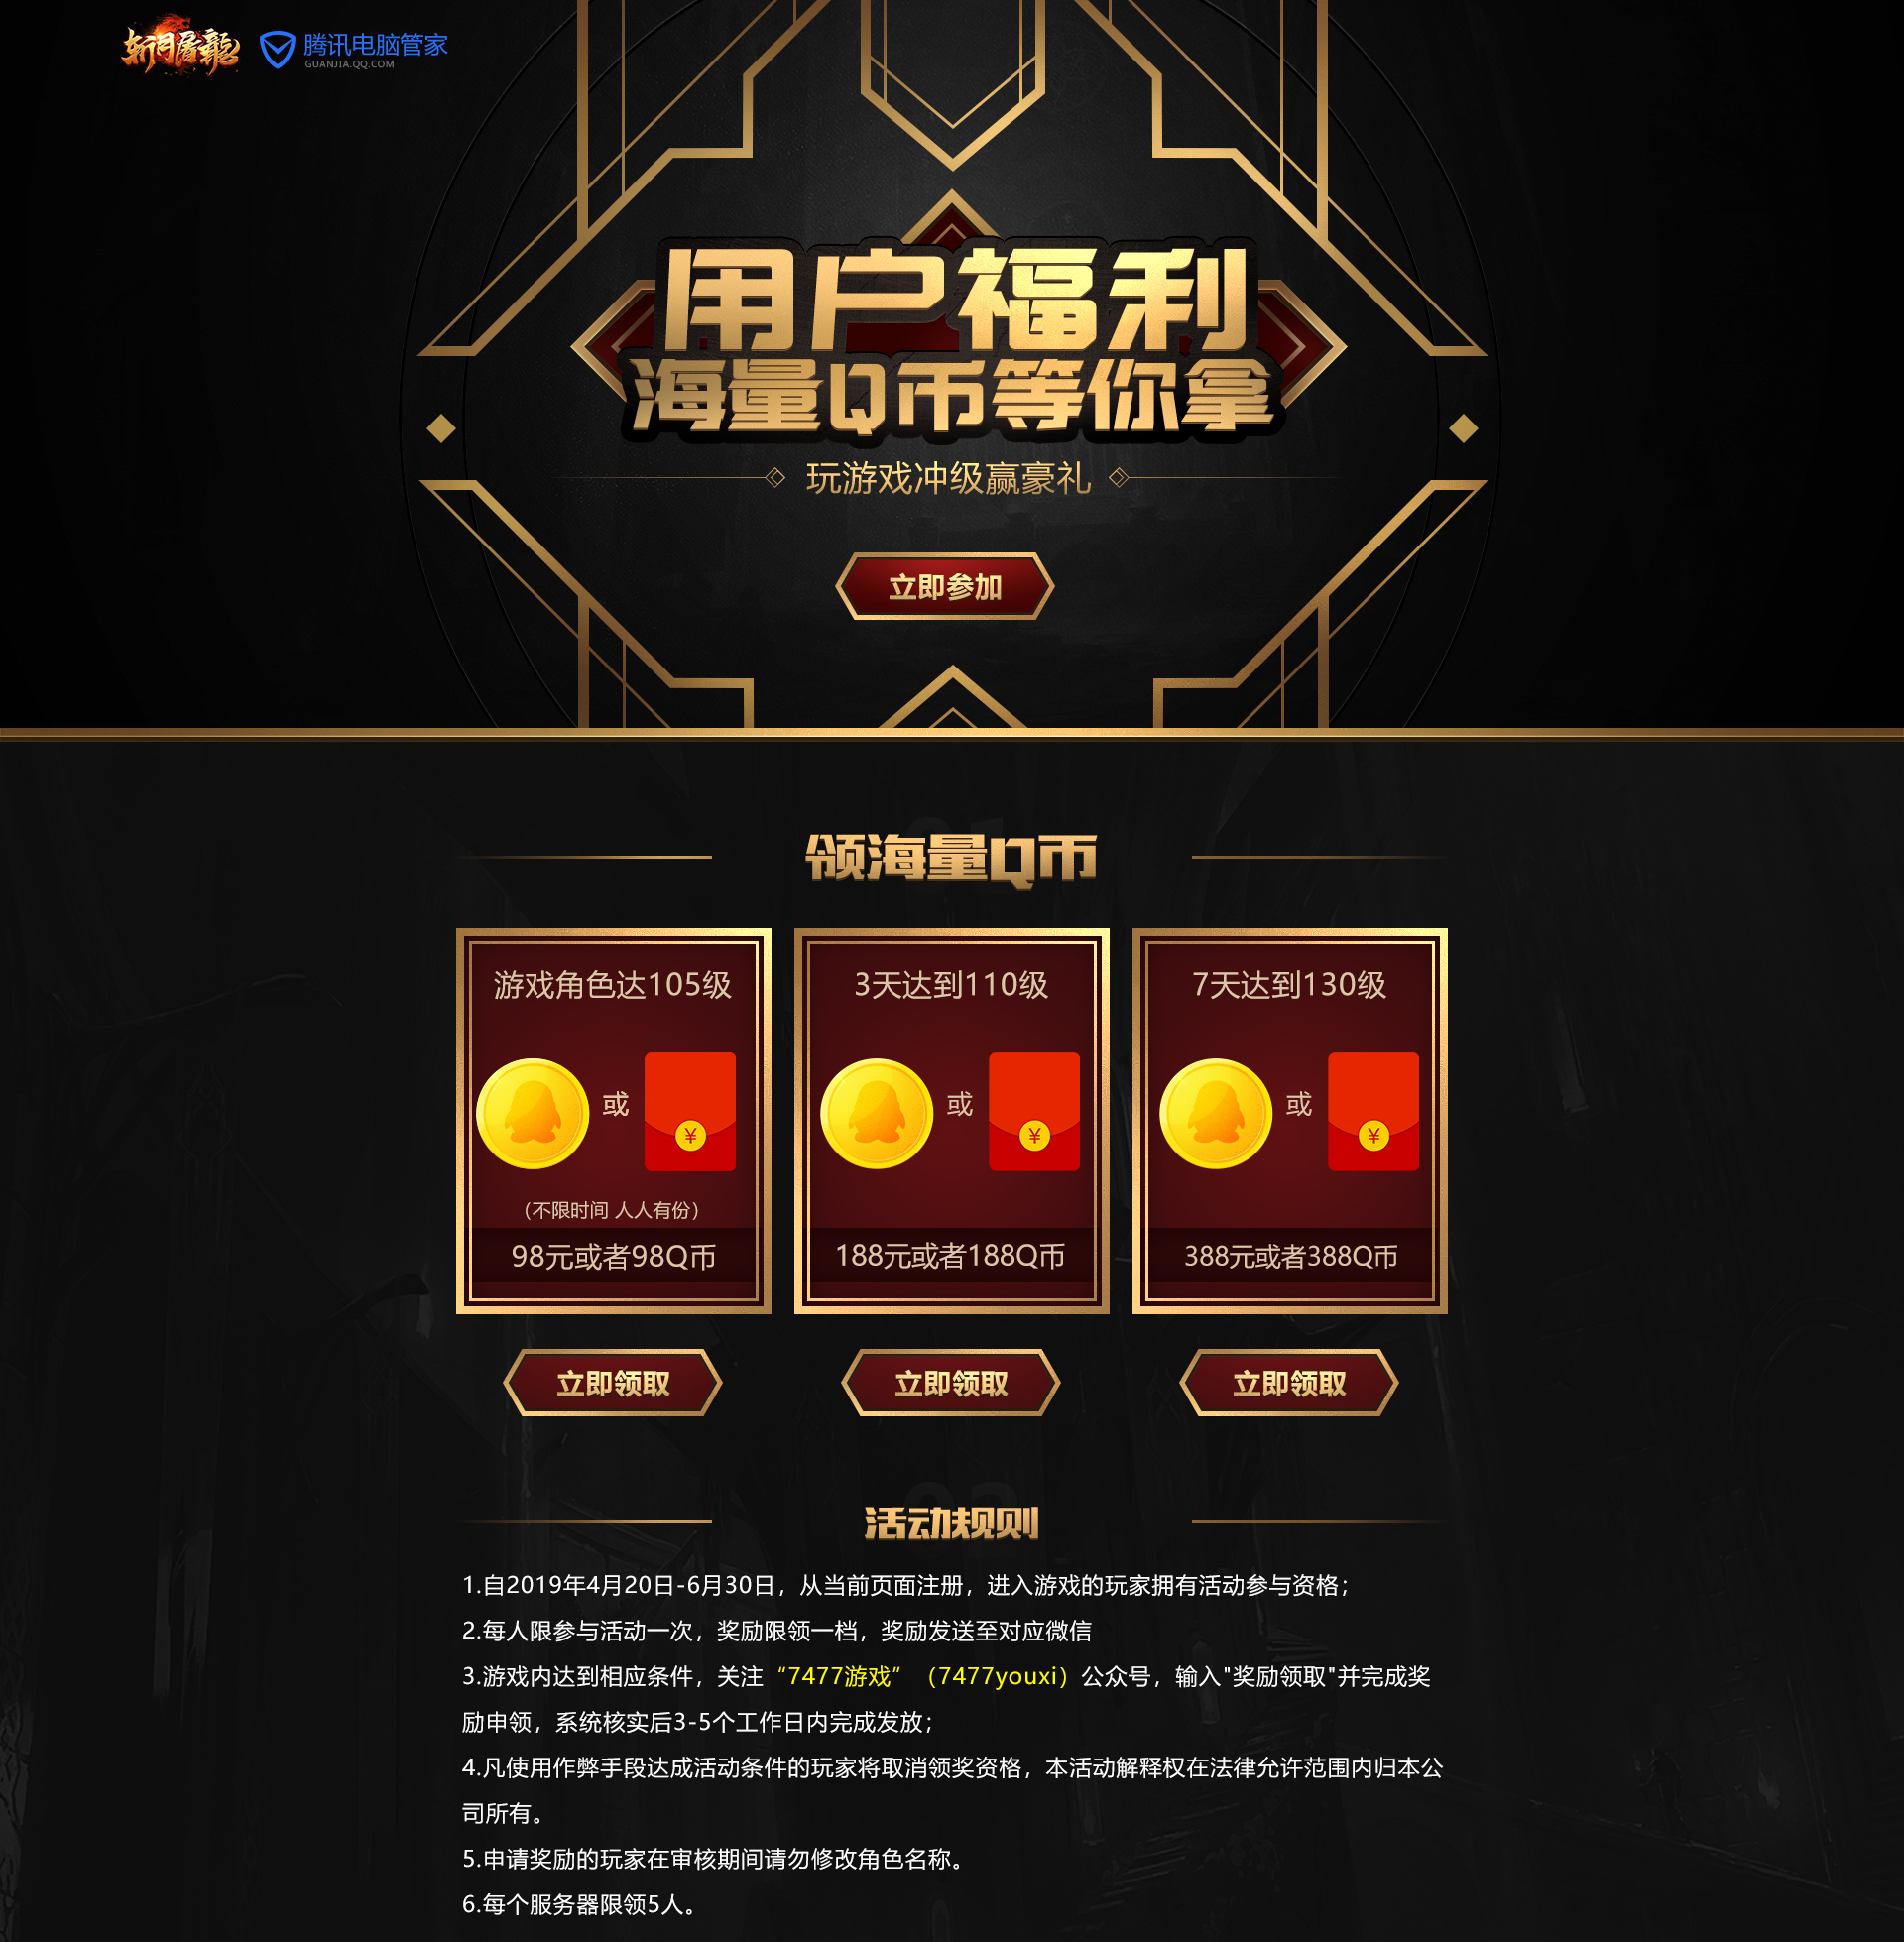 斩月屠龍
腾讯电脑管家
GUANJIA.QQ.COM
用户福利
海量Q币等你拿
玩游戏冲级赢豪礼
立即参加
领海量Q币
游戏角色达105级
或
¥
（不限时间 人人有份）
98元或者98Q币
立即领取
3天达到110级
或
¥
188元或者188Q币
立即领取
7天达到130级
或
¥
388元或者388Q币
立即领取
活动规则
1.自2019年4月20日-6月30日，从当前页面注册，进入游戏的玩家拥有活动参与资格；
2.每人限参与活动一次，奖励限领一档，奖励发送至对应微信
3.游戏内达到相应条件，关注“7477游戏”（7477youxi）公众号，输入"奖励领取"并完成奖
励申领，系统核实后3-5个工作日内完成发放；
4.凡使用作弊手段达成活动条件的玩家将取消领奖资格，本活动解释权在法律允许范围内归本公
司所有。
5.申请奖励的玩家在审核期间请勿修改角色名称。
6.每个服务器限领5人。